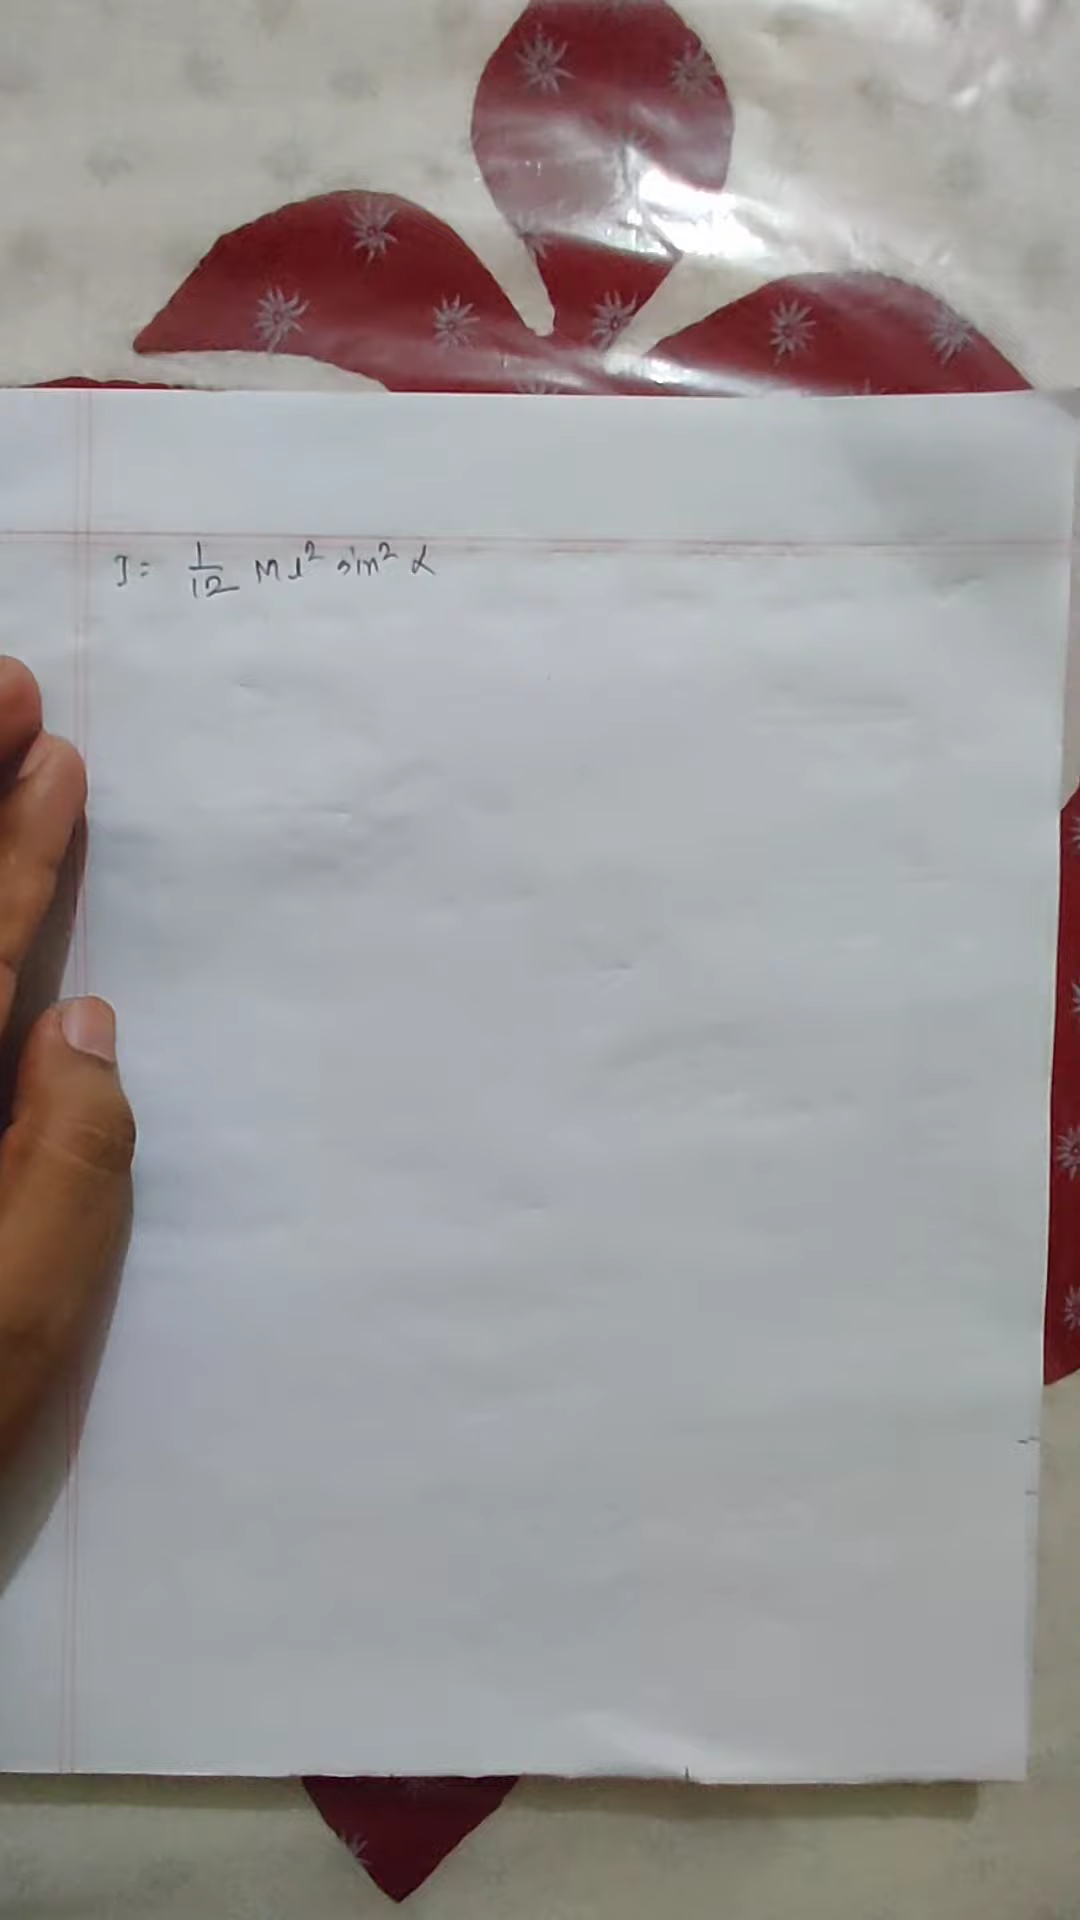 I = 1/12 Ml² sin² α